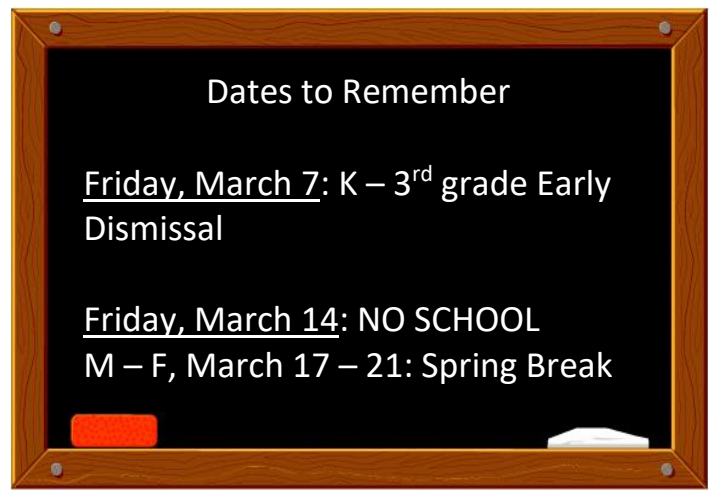 Dates to Remember
Friday, March 7: K – 3rd grade Early
Dismissal
Friday, March 14: NO SCHOOL
M – F, March 17 – 21: Spring Break